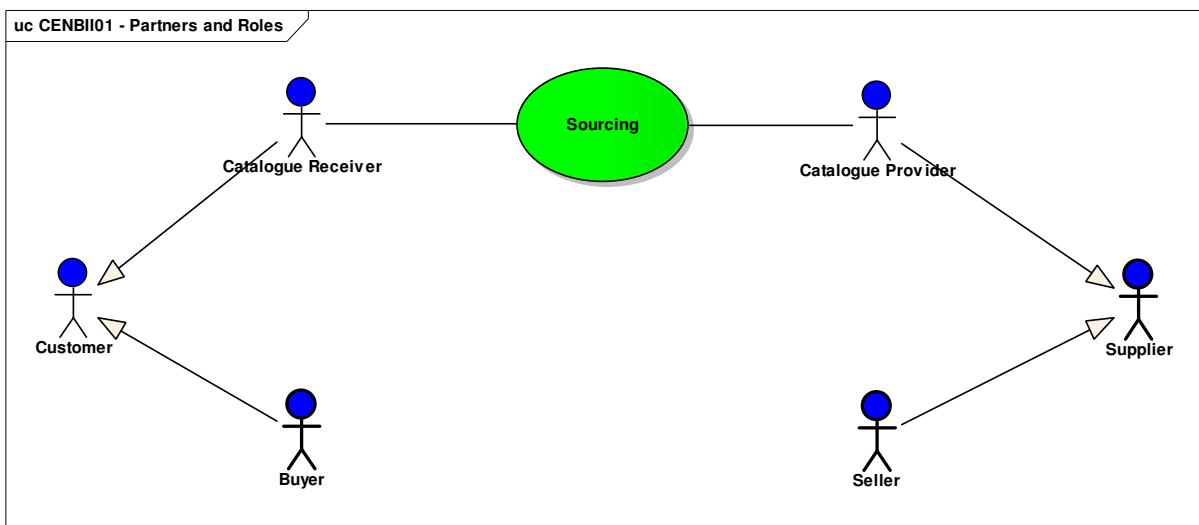 uc CENBII01 - Partners and Roles
Sourcing
Catalogue Receiver
Catalogue Provider
Customer
Supplier
Buyer
Seller